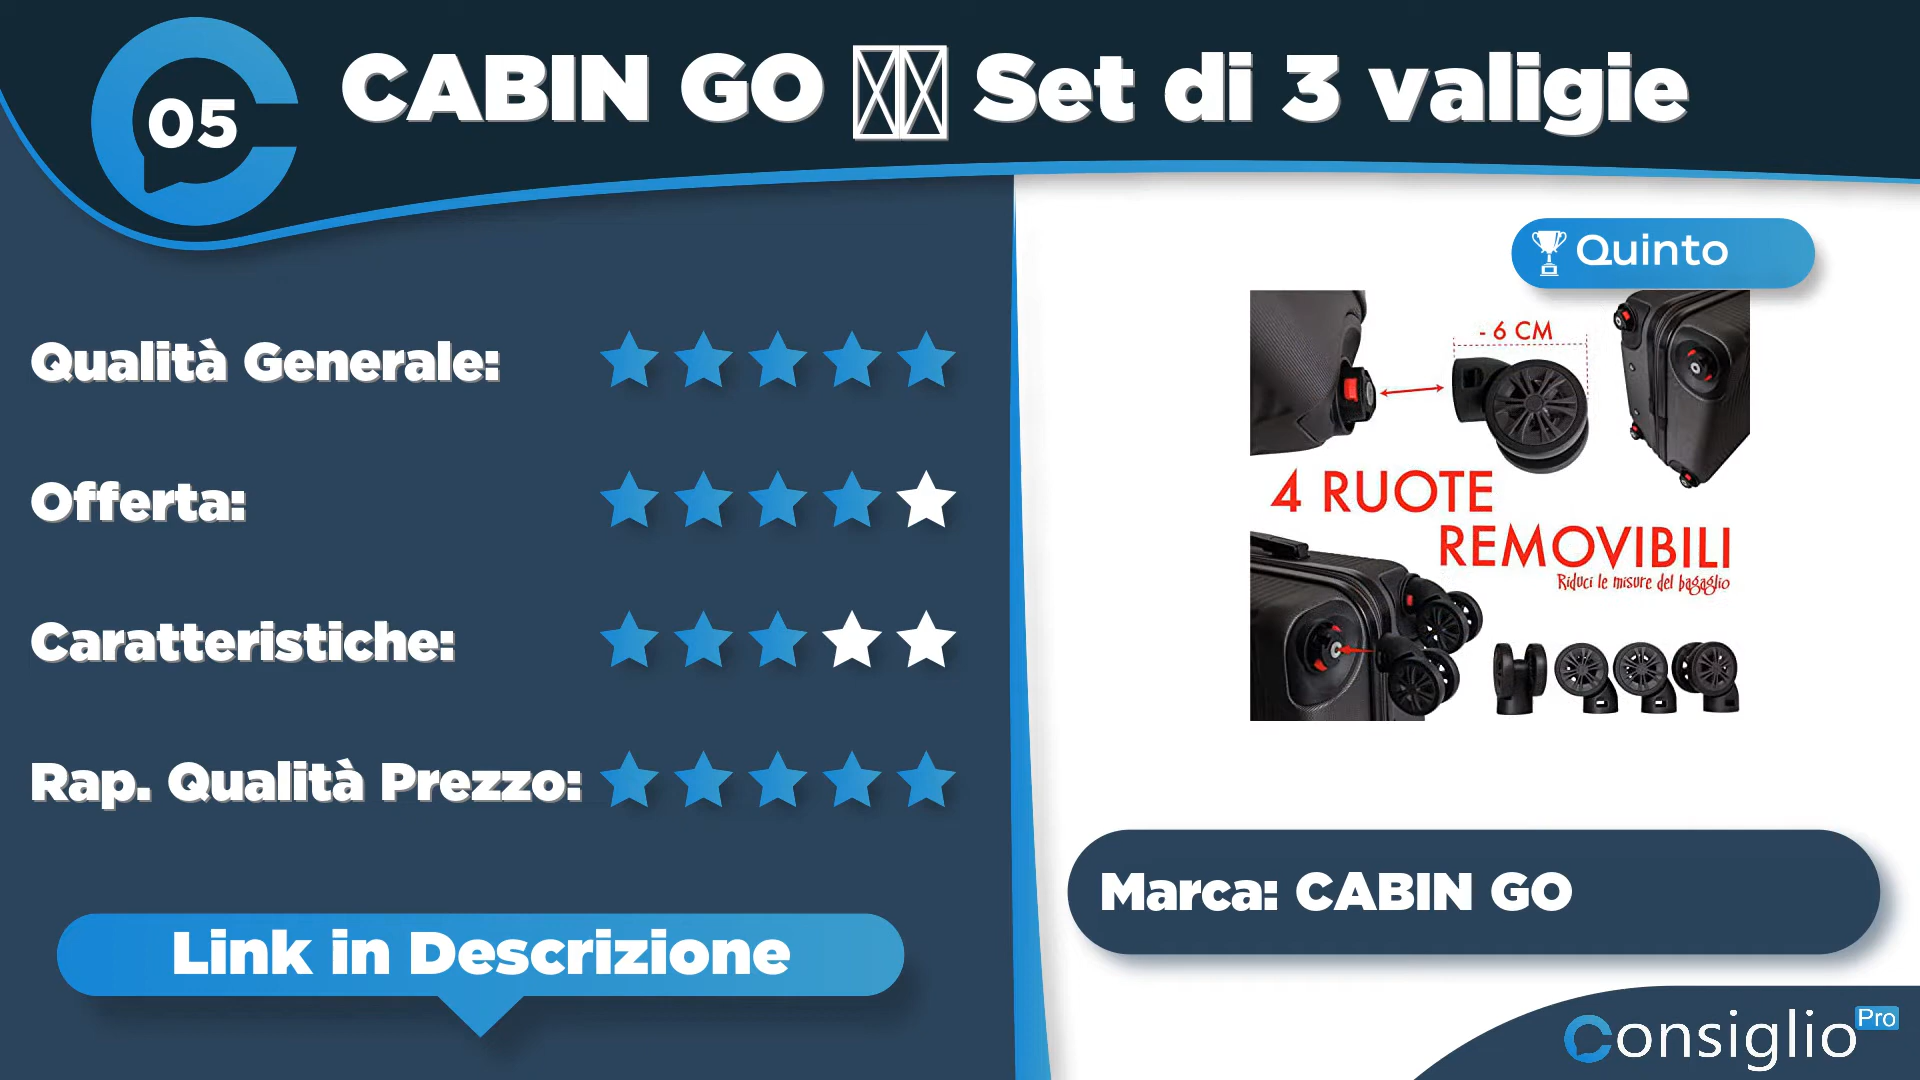 05
CABIN GO Set di 3 valigie
Quinto
Qualità Generale:
Offerta:
Caratteristiche:
Rap. Qualità Prezzo:
Link in Descrizione
- 6 CM
4 RUOTE
REMOVIBILI
Riduci le misure del bagaglio
Marca: CABIN GO
Consiglio Pro